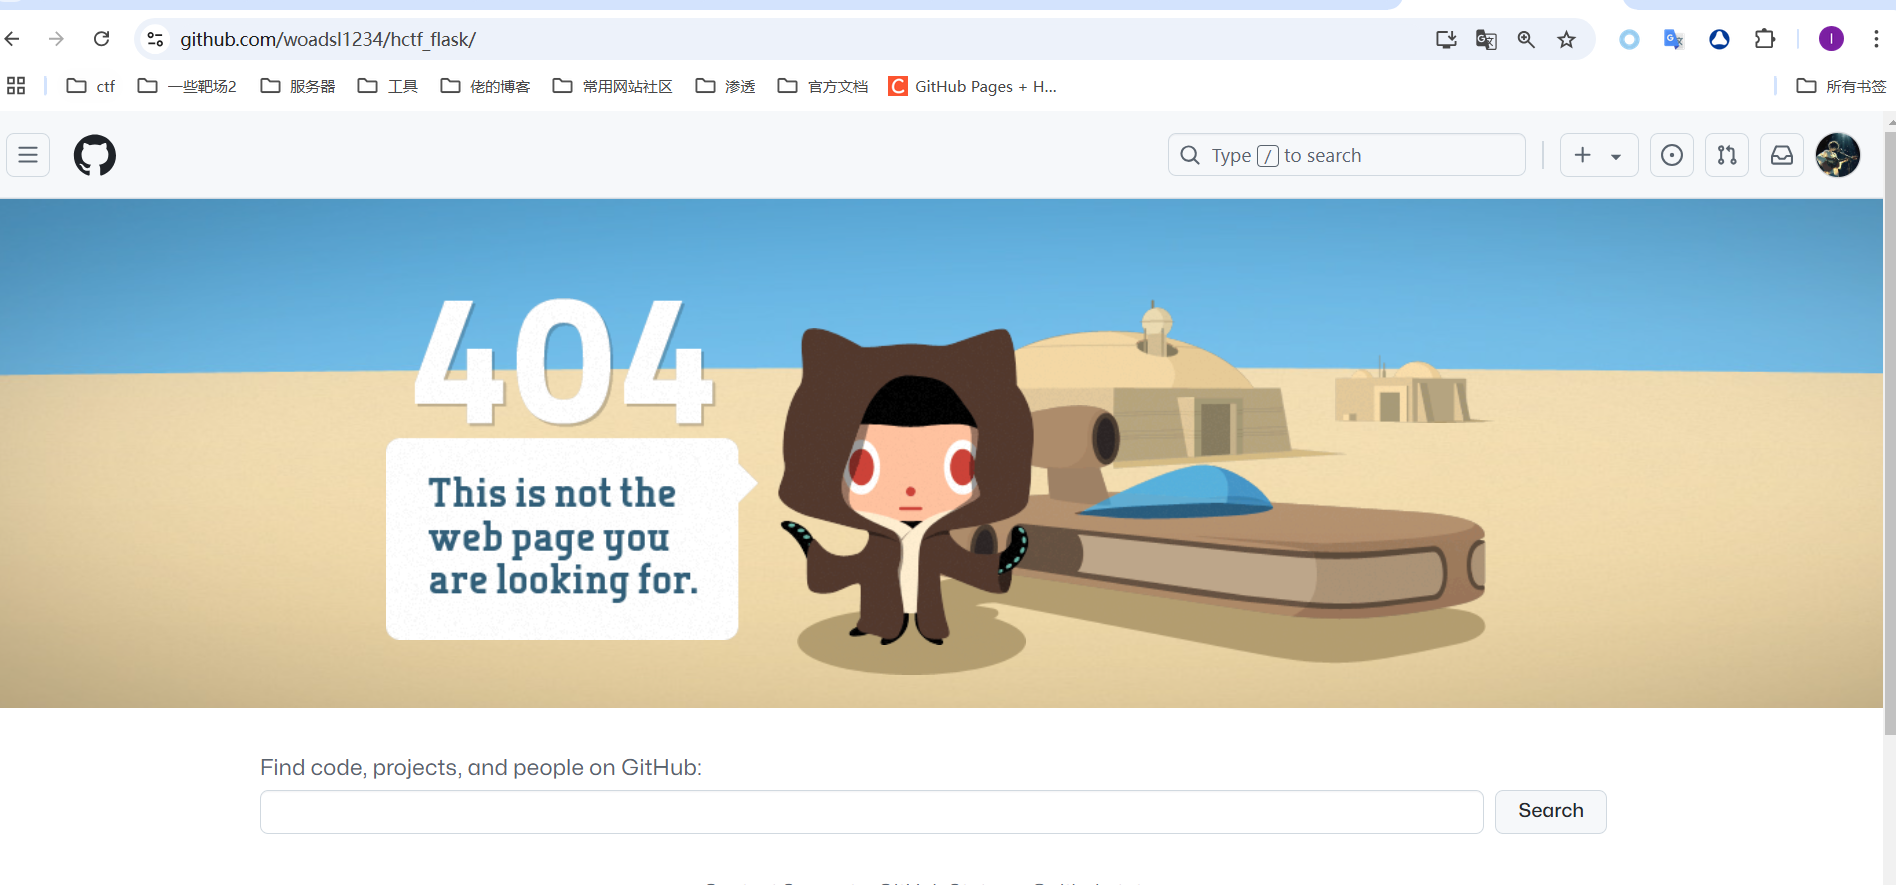 github.com/woadsl1234/hctf_flask/
ctf 一些靶场2 服务器 工具 佬的博客 常用网站社区 渗透 官方文档 C GitHub Pages + H... 所有书签
Type / to search
404
This is not the
web page you
are looking for.
Find code, projects, and people on GitHub:
Search